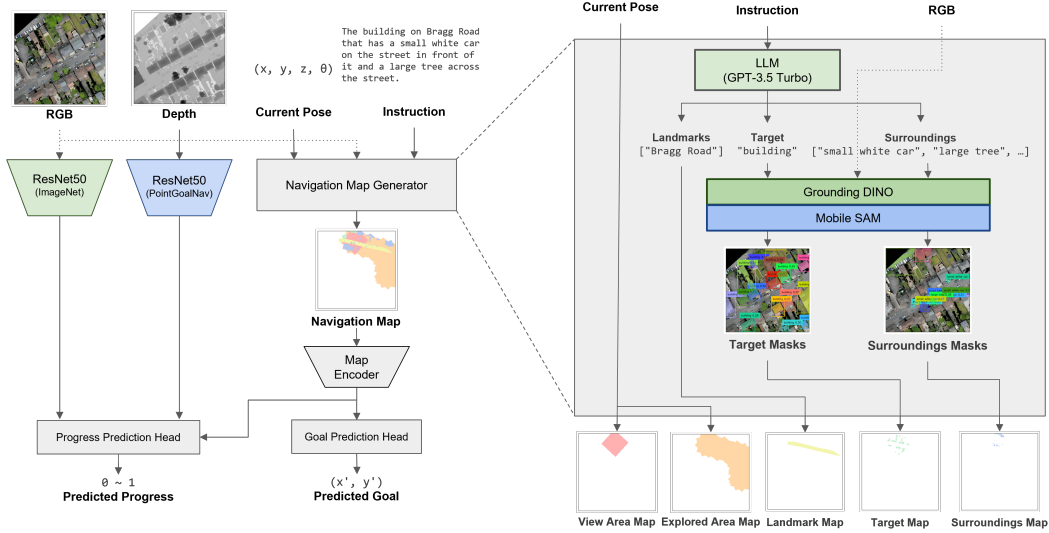 The building on Bragg Road
that has a small white car
on the street in front of
it and a large tree across
the street.
(x, y, z, θ)
RGB
Depth
Current Pose
Instruction
ResNet50
(ImageNet)
ResNet50
(PointGoalNav)
Navigation Map Generator
Navigation Map
Map
Encoder
Progress Prediction Head
Goal Prediction Head
0 ~ 1
Predicted Progress
(x', y')
Predicted Goal
Current Pose
Instruction
RGB
LLM
(GPT-3.5 Turbo)
Landmarks
["Bragg Road"]
Target
"building"
Surroundings
["small white car", "large tree", …]
Grounding DINO
Mobile SAM
Target Masks
Surroundings Masks
View Area Map
Explored Area Map
Landmark Map
Target Map
Surroundings Map